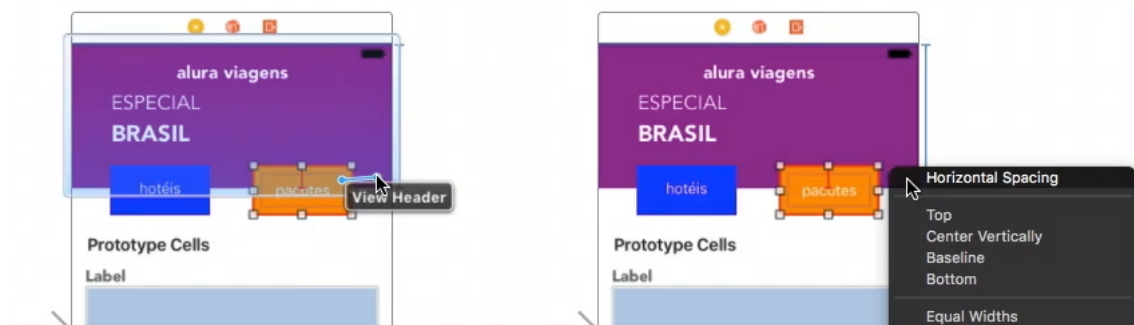 alura viagens
ESPECIAL
BRASIL
hotéis
pacotes
View Header
Prototype Cells
Label
alura viagens
ESPECIAL
BRASIL
hotéis
pacotes
Prototype Cells
Label
Horizontal Spacing
Top
Center Vertically
Baseline
Bottom
Equal Widths